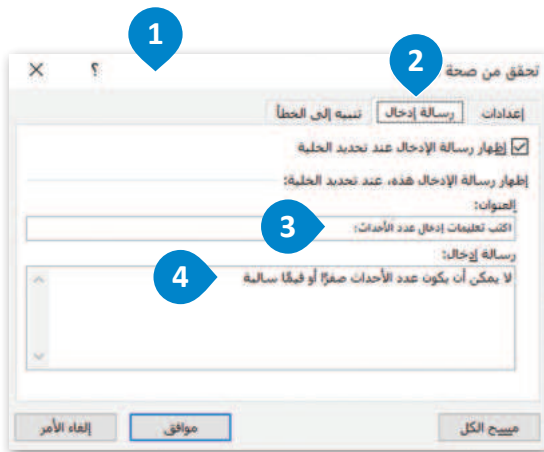 1
2
تحقق من صحة
؟ ×
إعدادات رسالة إدخال تنبيه إلى الخطأ
إظهار رسالة الإدخال عند تحديد الخلية
إظهار رسالة الإدخال هذه، عند تحديد الخلية:
العنوان:
اكتب تعليمات إدخال عدد الأحداث:
3
رسالة إدخال:
لا يمكن أن يكون عدد الأحداث صفرًا أو قيمًا سالبة
4
مسح الكل موافق إلغاء الأمر